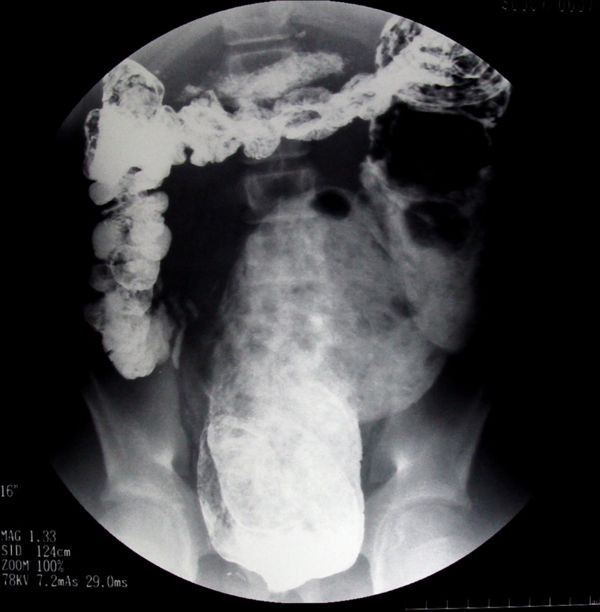 16"
MAG 1.33
SID 124cm
ZOOM 100%
78KV 7.2mAs 29.0ms